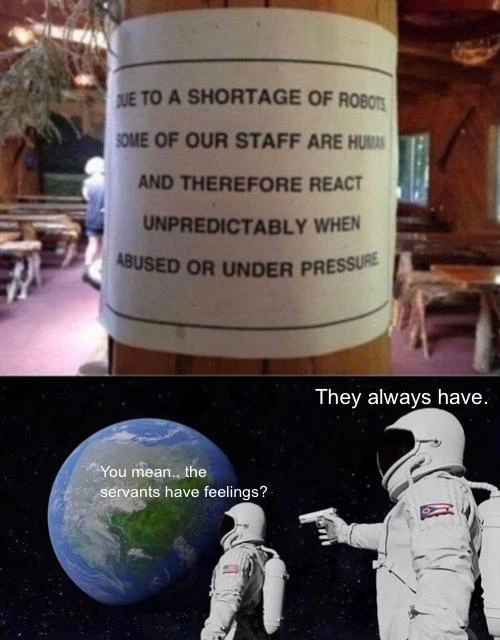 DUE TO A SHORTAGE OF ROBOTS
SOME OF OUR STAFF ARE HUMAN
AND THEREFORE REACT
UNPREDICTABLY WHEN
ABUSED OR UNDER PRESSURE.
They always have.
You mean.. the
servants have feelings?